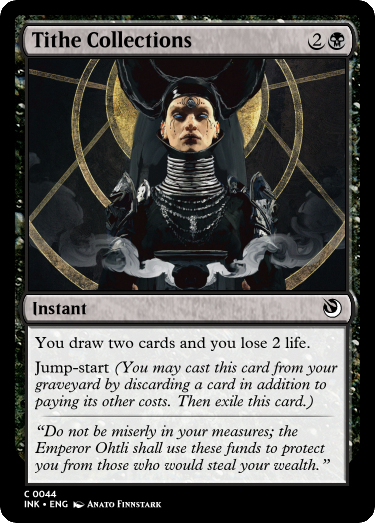 Tithe Collections 2
Instant
You draw two cards and you lose 2 life.
Jump-start (You may cast this card from your
graveyard by discarding a card in addition to
paying its other costs. Then exile this card.)
“Do not be miserly in your measures; the
Emperor Ohtli shall use these funds to protect
you from those who would steal your wealth.”
C 0044
INK • ENG Anato Finnstark